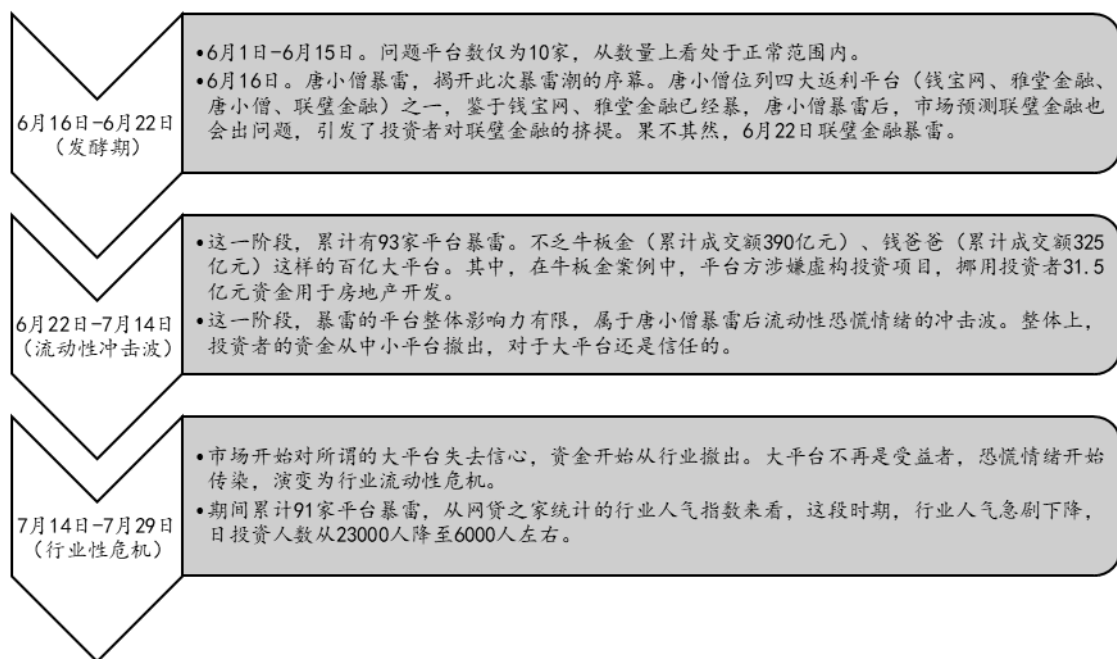 6月16日-6月22日
（发酵期）
•6月1日-6月15日。问题平台数仅为10家，从数量上看处于正常范围内。
•6月16日。唐小僧暴雷，揭开此次暴雷潮的序幕。唐小僧位列四大返利平台（钱宝网、雅堂金融、
唐小僧、联璧金融）之一，鉴于钱宝网、雅堂金融已经暴，唐小僧暴雷后，市场预测联璧金融也
会出问题，引发了投资者对联璧金融的挤提。果不其然，6月22日联璧金融暴雷。
6月22日-7月14日
（流动性冲击波）
•这一阶段，累计有93家平台暴雷。不乏牛板金（累计成交额390亿元）、钱爸爸（累计成交额325
亿元）这样的百亿大平台。其中，在牛板金案例中，平台方涉嫌虚构投资项目，挪用投资者31.5
亿元资金用于房地产开发。
•这一阶段，暴雷的平台整体影响力有限，属于唐小僧暴雷后流动性恐慌情绪的冲击波。整体上，
投资者的资金从中小平台撤出，对于大平台还是信任的。
7月14日-7月29日
（行业性危机）
•市场开始对所谓的大平台失去信心，资金开始从行业撤出。大平台不再是受益者，恐慌情绪开始
传染，演变为行业流动性危机。
•期间累计91家平台暴雷，从网贷之家统计的行业人气指数来看，这段时期，行业人气急剧下降，
日投资人数从23000人降至6000人左右。